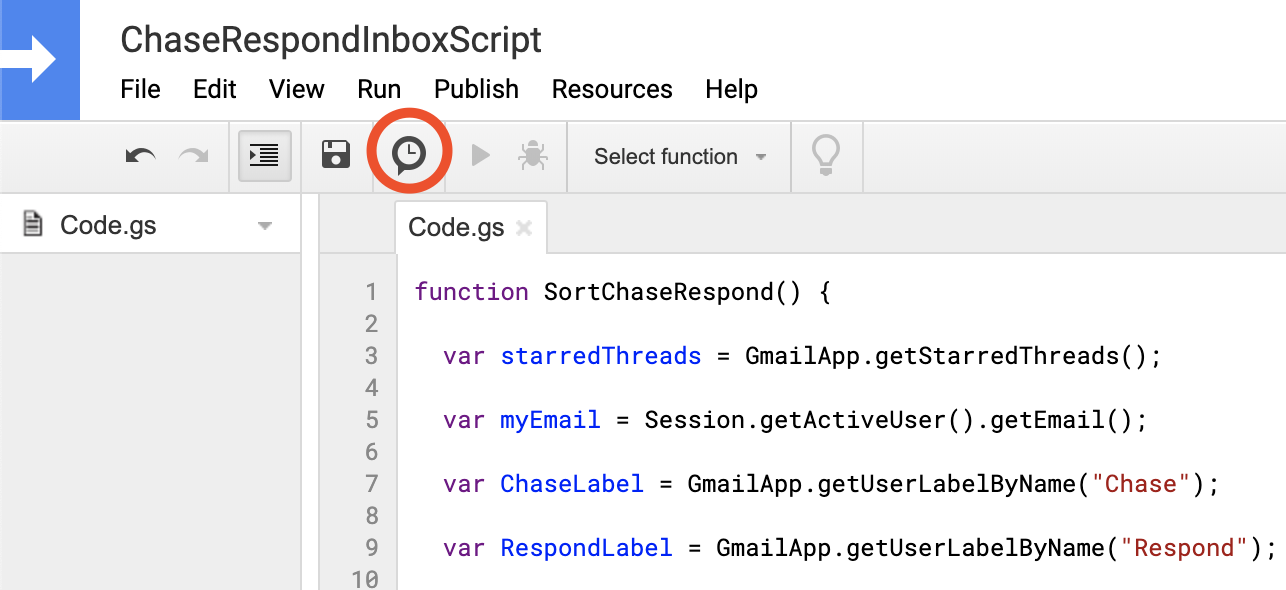 ChaseRespondInboxScript
File Edit View Run Publish Resources Help
Select function
Code.gs
Code.gs
1 function SortChaseRespond() {
2
3 var starredThreads = GmailApp.getStarredThreads();
4
5 var myEmail = Session.getActiveUser().getEmail();
6
7 var ChaseLabel = GmailApp.getUserLabelByName("Chase");
8
9 var RespondLabel = GmailApp.getUserLabelByName("Respond");
10